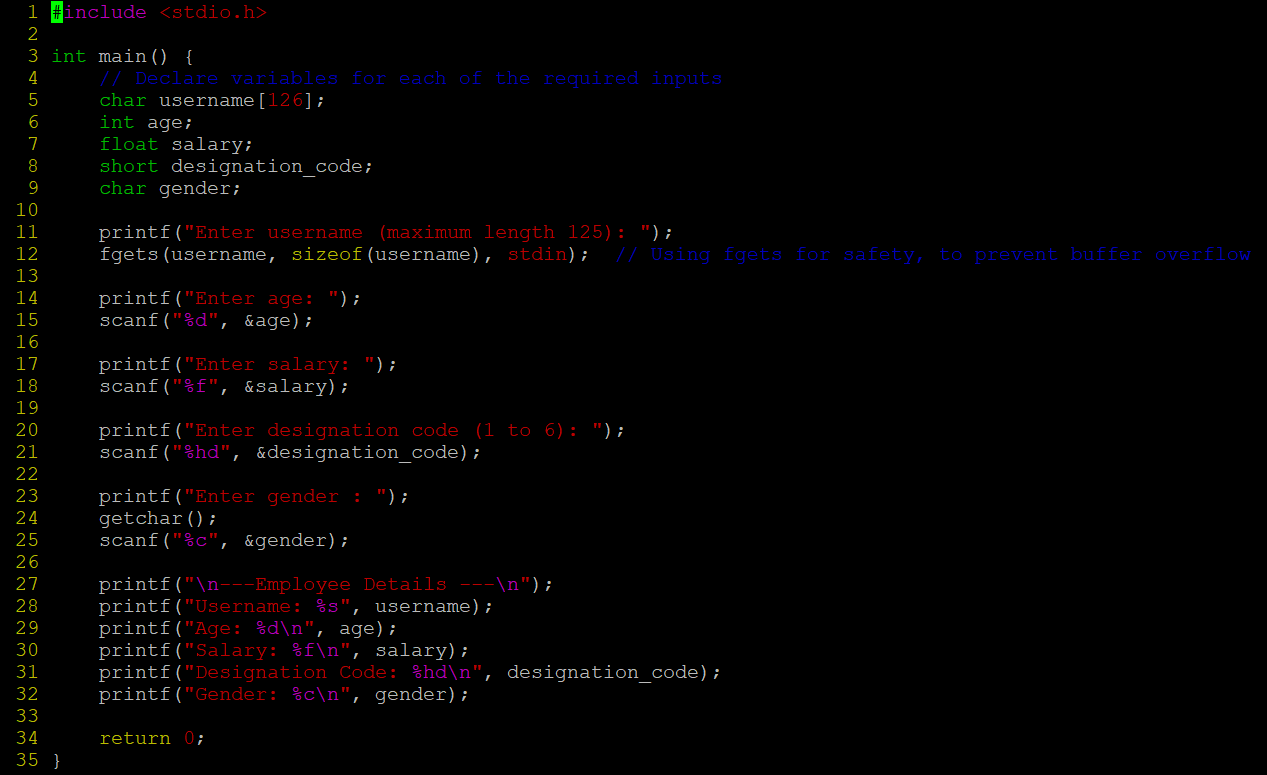 1 #include <stdio.h>
2
3 int main() {
4     // Declare variables for each of the required inputs
5     char username[126];
6     int age;
7     float salary;
8     short designation_code;
9     char gender;
10
11     printf("Enter username (maximum length 125): ");
12     fgets(username, sizeof(username), stdin);  // Using fgets for safety, to prevent buffer overflow
13
14     printf("Enter age: ");
15     scanf("%d", &age);
16
17     printf("Enter salary: ");
18     scanf("%f", &salary);
19
20     printf("Enter designation code (1 to 6): ");
21     scanf("%hd", &designation_code);
22
23     printf("Enter gender : ");
24     getchar();
25     scanf("%c", &gender);
26
27     printf("\n---Employee Details ---\n");
28     printf("Username: %s", username);
29     printf("Age: %d\n", age);
30     printf("Salary: %f\n", salary);
31     printf("Designation Code: %hd\n", designation_code);
32     printf("Gender: %c\n", gender);
33
34     return 0;
35 }